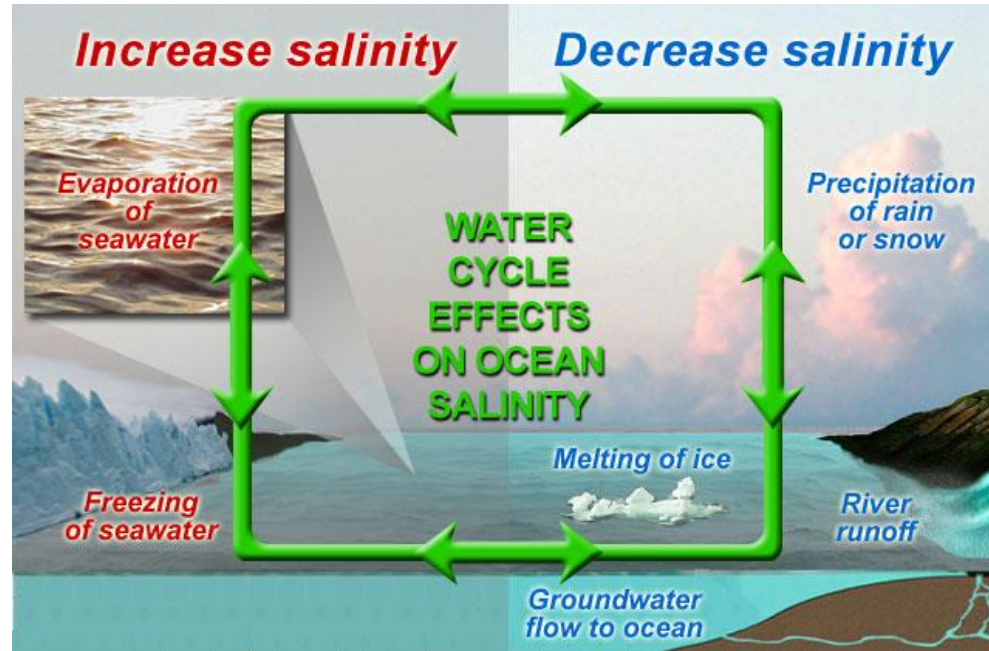 Increase salinity
Decrease salinity
Evaporation
of
seawater
Precipitation
of rain
or snow
WATER
CYCLE
EFFECTS
ON OCEAN
SALINITY
Melting of ice
Freezing
of seawater
River
runoff
Groundwater
flow to ocean